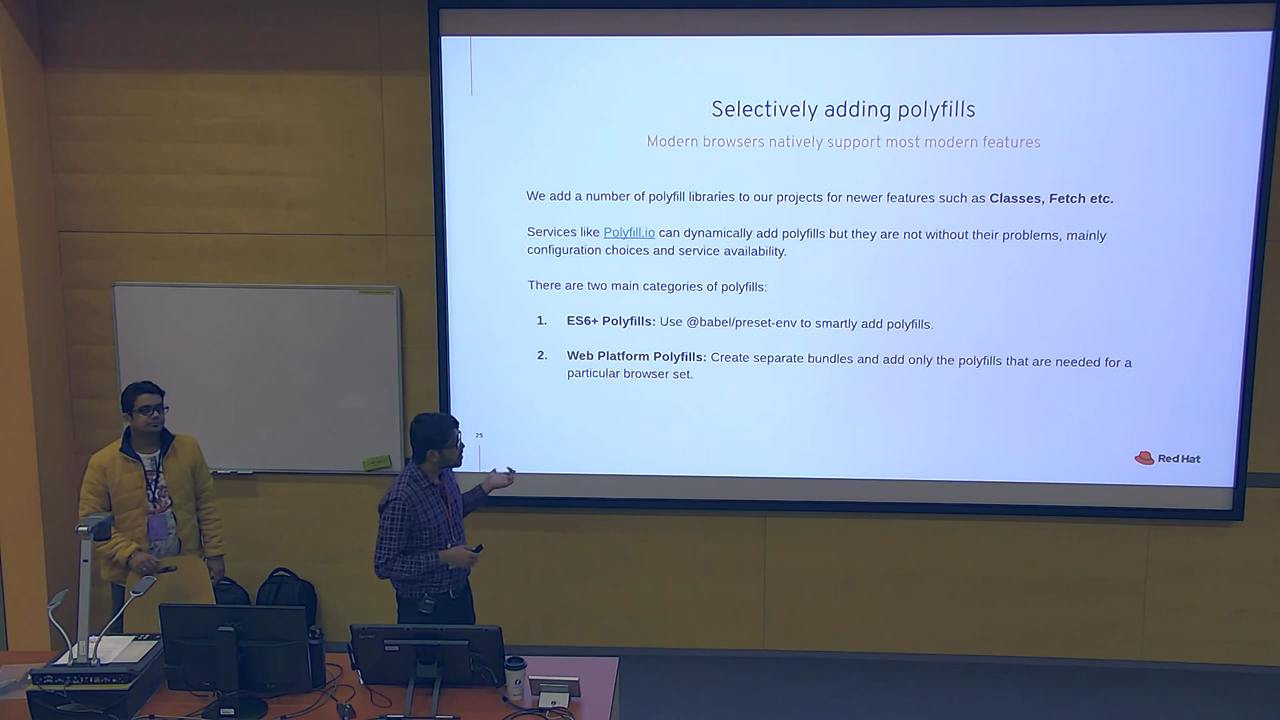 Selectively adding polyfills
Modern browsers natively support most modern features
We add a number of polyfill libraries to our projects for newer features such as Classes, Fetch etc.
Services like Polyfill.io can dynamically add polyfills but they are not without their problems, mainly
configuration choices and service availability.
There are two main categories of polyfills:
1. ES6+ Polyfills: Use @babel/preset-env to smartly add polyfills.
2. Web Platform Polyfills: Create separate bundles and add only the polyfills that are needed for a
particular browser set.
25
Red Hat